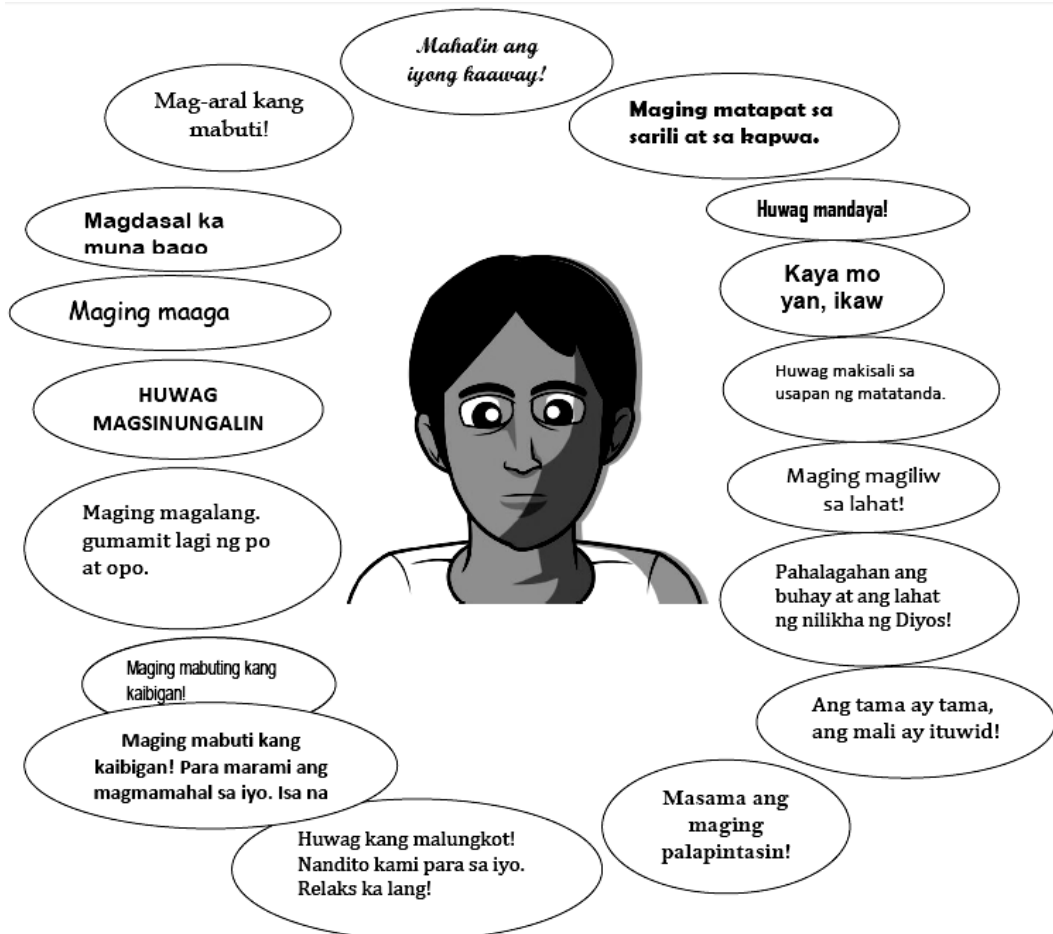 Mahalin ang
iyong kaaway!
Maging matapat sa
sarili at sa kapwa.
Huwag mandaya!
Kaya mo
yan, ikaw
Huwag makisali sa
usapan ng matatanda.
Maging magiliw
sa lahat!
Pahalagahan ang
buhay at ang lahat
ng nilikha ng Diyos!
Ang tama ay tama,
ang mali ay ituwid!
Masama ang
maging
palapintasin!
Huwag kang malungkot!
Nandito kami para sa iyo.
Relaks ka lang!
Maging mabuti kang
kaibigan! Para marami ang
magmamahal sa iyo. Isa na
Maging mabuting kang
kaibigan!
Maging magalang.
gumamit lagi ng po
at opo.
HUWAG
MAGSINUNGALIN
Maging maaga
Magdasal ka
muna bago
Mag-aral kang
mabuti!